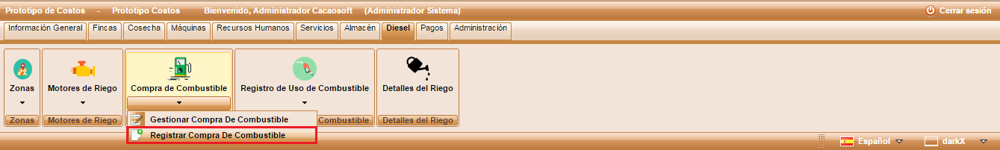 Prototipo de Costos - Prototipo Costos Bienvenido, Administrador Cacaosoft (Administrador Sistema) Cerrar sesión
Información General Fincas Cosecha Máquinas Recursos Humanos Servicios Almacén Diesel Pagos Administración
Zonas Motores de Riego Compra de Combustible Registro de Uso de Combustible Detalles del Riego
Zonas Motores de Riego Combustible Detalles del Riego
Gestionar Compra De Combustible
Registrar Compra De Combustible
Español darkX